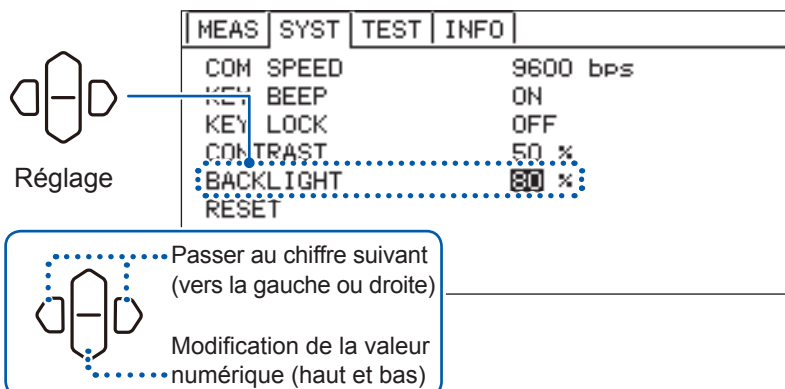 MEAS SYST TEST INFO
COM SPEED 9600 bps
KEY BEEP ON
KEY LOCK OFF
CONTRAST 50 %
BACKLIGHT 80 %
RESET
Réglage
Passer au chiffre suivant
(vers la gauche ou droite)
Modification de la valeur
numérique (haut et bas)